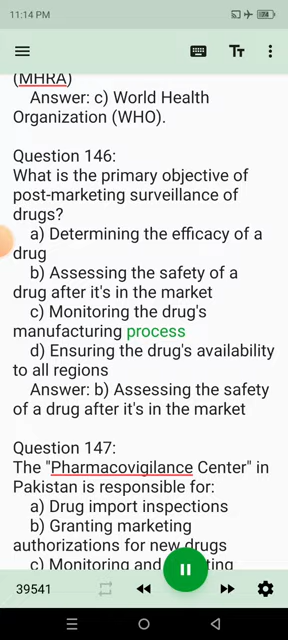 11:14 PM
(MHRA)
Answer: c) World Health
Organization (WHO).
Question 146:
What is the primary objective of
post-marketing surveillance of
drugs?
a) Determining the efficacy of a
drug
b) Assessing the safety of a
drug after it's in the market
c) Monitoring the drug's
manufacturing process
d) Ensuring the drug's availability
to all regions
Answer: b) Assessing the safety
of a drug after it's in the market
Question 147:
The "Pharmacovigilance Center" in
Pakistan is responsible for:
a) Drug import inspections
b) Granting marketing
authorizations for new drugs
c) Monitoring and
39541